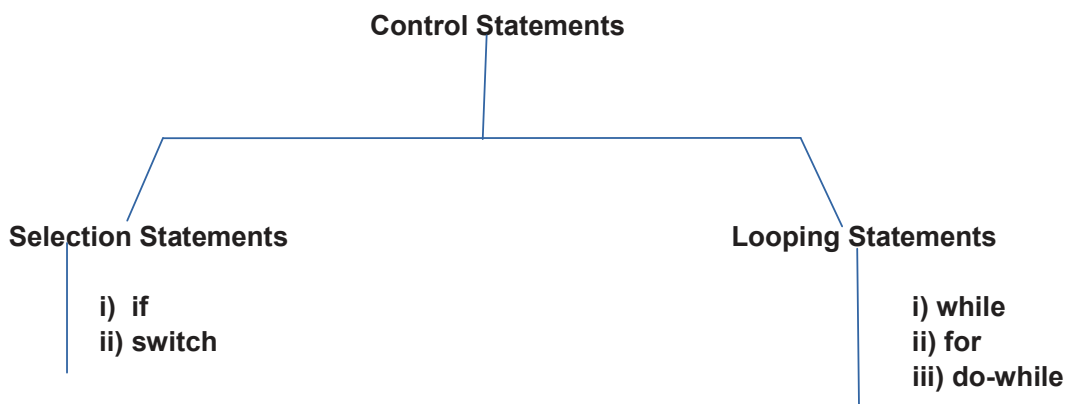 Control Statements
Selection Statements
i) if
ii) switch
Looping Statements
i) while
ii) for
iii) do-while